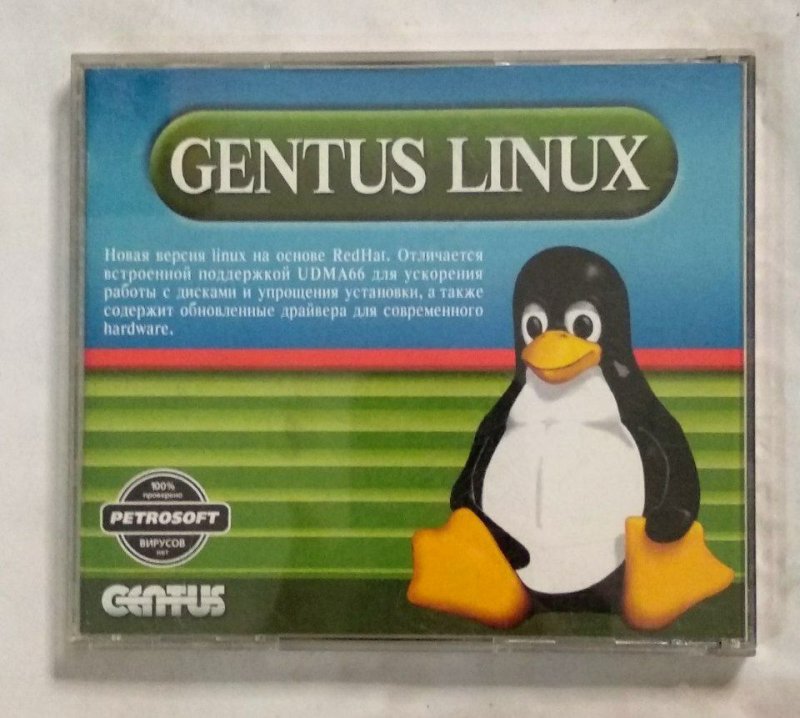 GENTUS LINUX
Новая версия linux на основе RedHat. Отличается
встроенной поддержкой UDMA66 для ускорения
работы с дисками и упрощения установки, а также
содержит обновленные драйвера для современного
hardware.
100%
проверено
PETROSOFT
ВИРУСОВ
нет
GENTUS